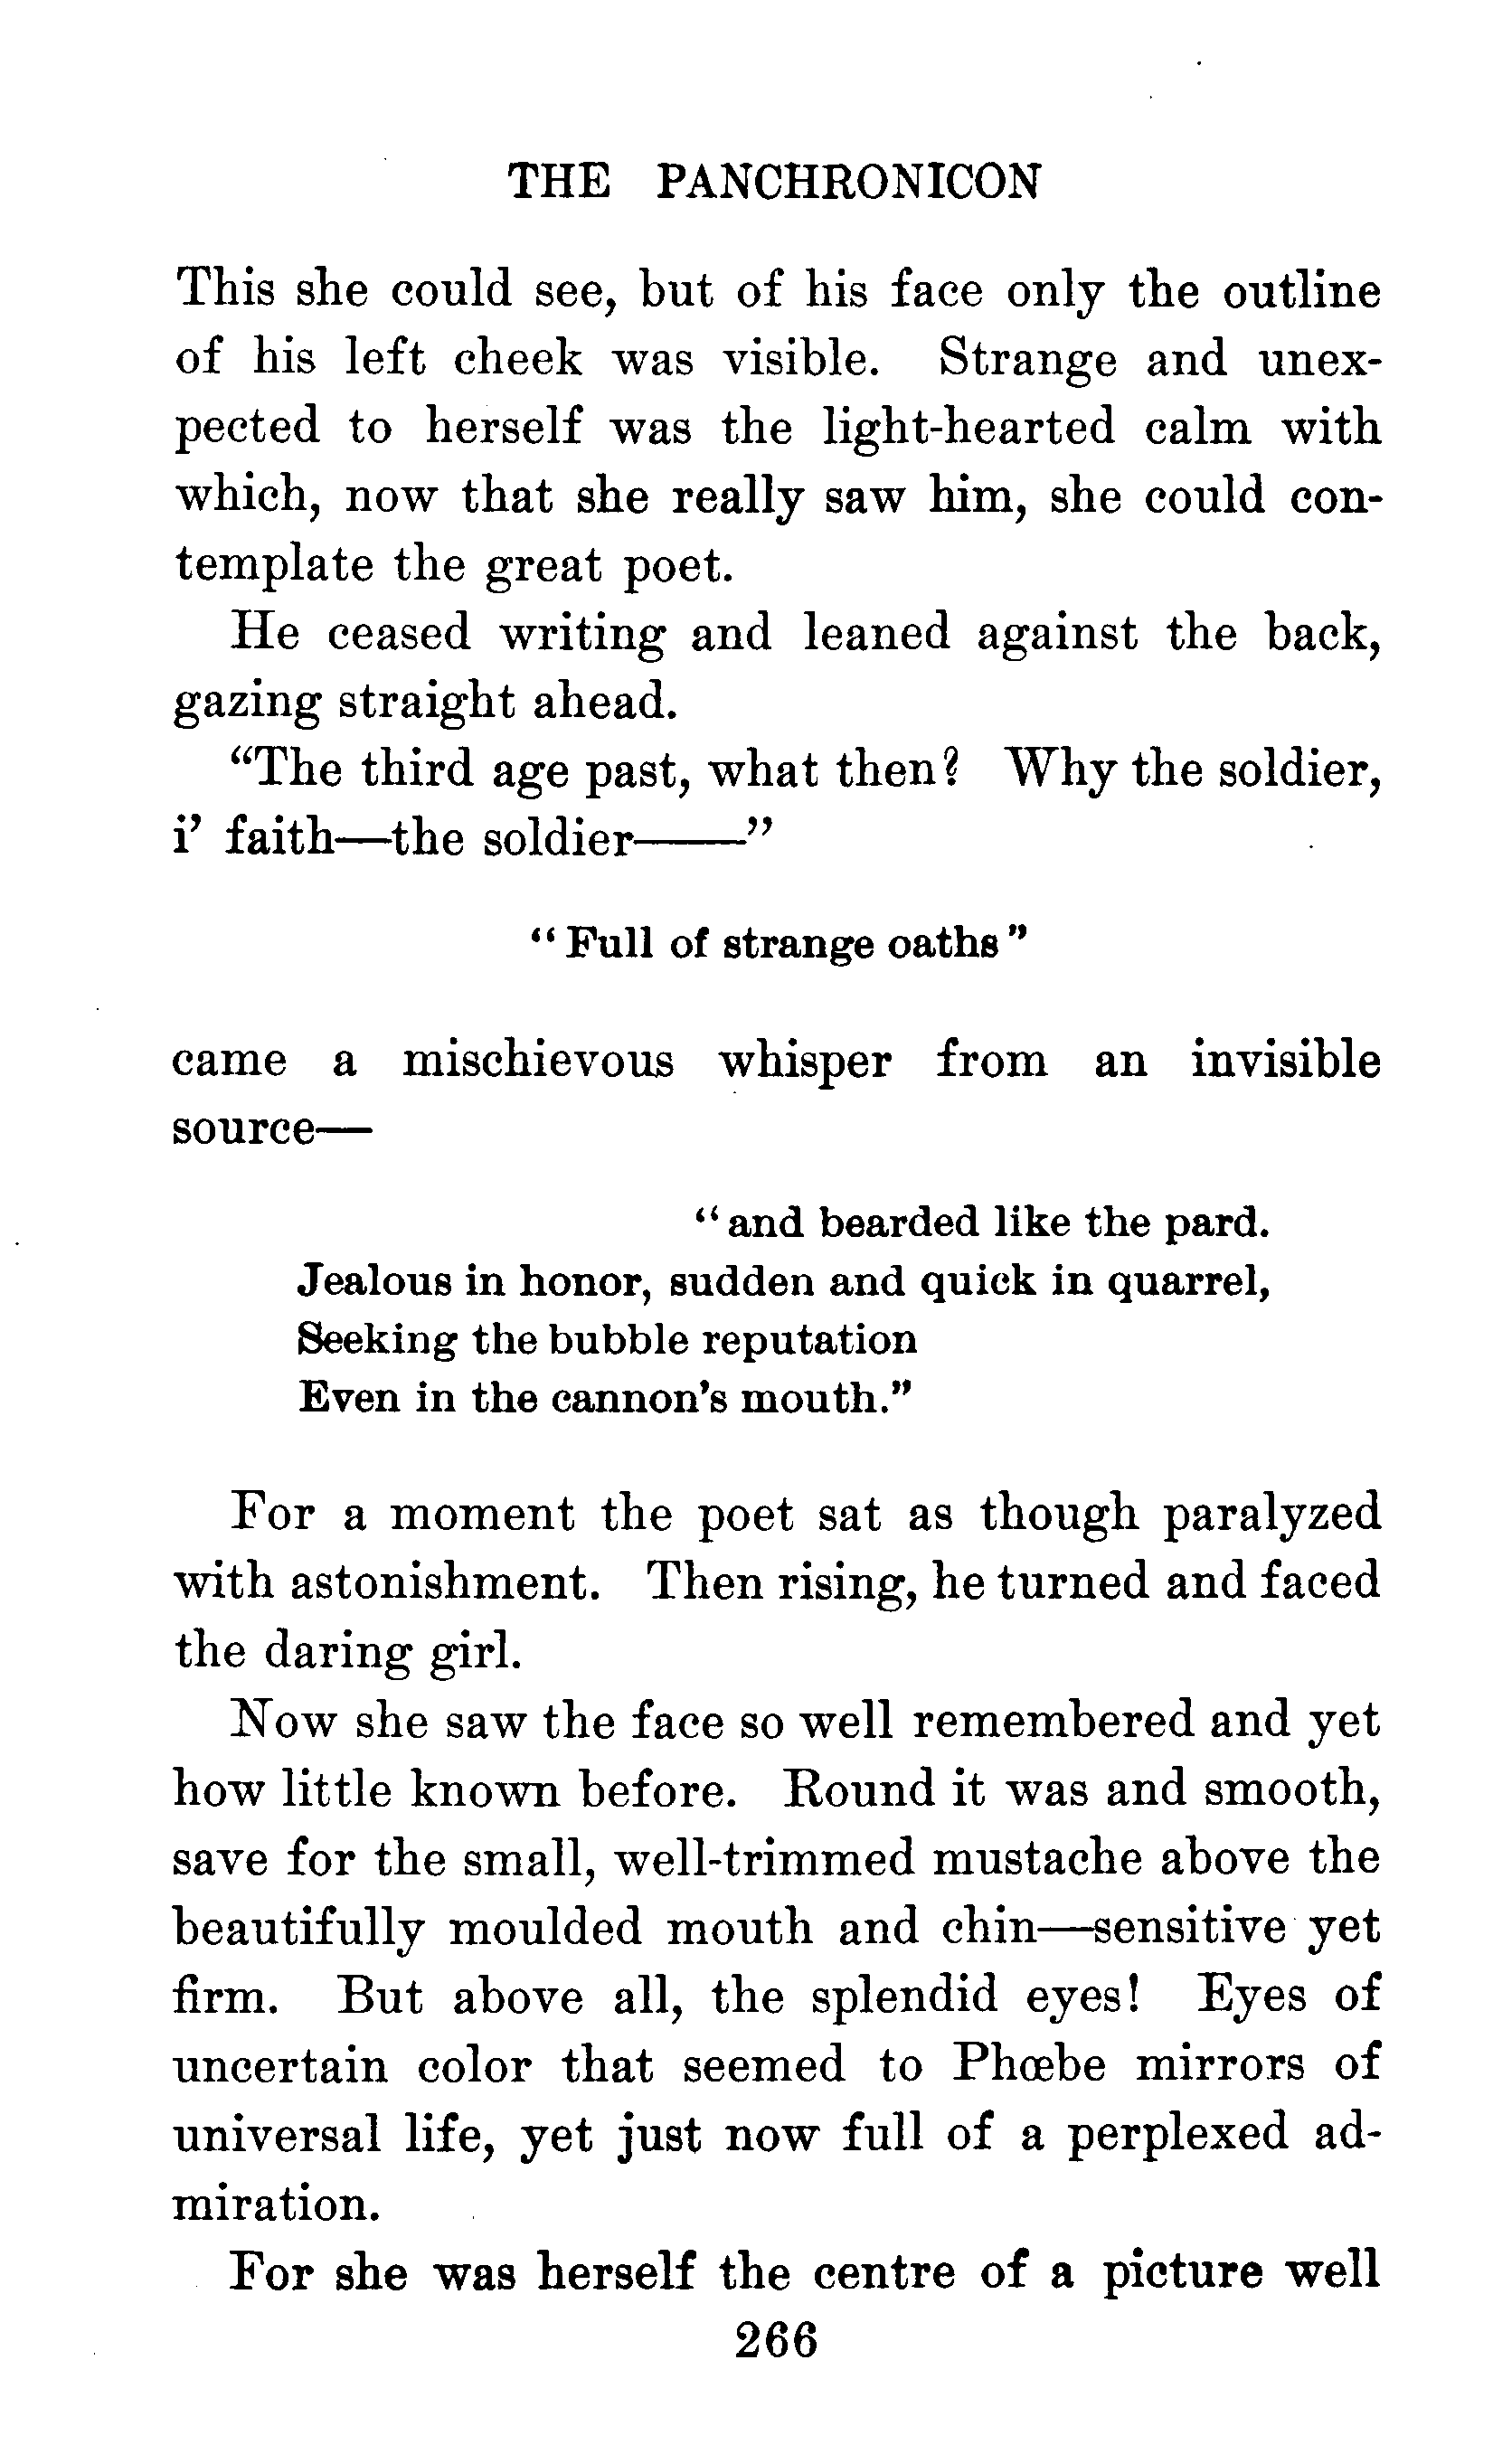 THE PANCHRONICON
This she could see, but of his face only the outline
of his left cheek was visible. Strange and unex-
pected to herself was the light-hearted calm with
which, now that she really saw him, she could con-
template the great poet.
He ceased writing and leaned against the back,
gazing straight ahead.
“The third age past, what then? Why the soldier,
i’ faith—the soldier——”
“Full of strange oaths”
came a mischievous whisper from an invisible
source—
“and bearded like the pard.
Jealous in honor, sudden and quick in quarrel,
Seeking the bubble reputation
Even in the cannon’s mouth.”
For a moment the poet sat as though paralyzed
with astonishment. Then rising, he turned and faced
the daring girl.
Now she saw the face so well remembered and yet
how little known before. Round it was and smooth,
save for the small, well-trimmed mustache above the
beautifully moulded mouth and chin—sensitive yet
firm. But above all, the splendid eyes! Eyes of
uncertain color that seemed to Phœbe mirrors of
universal life, yet just now full of a perplexed ad-
miration.
For she was herself the centre of a picture well
266